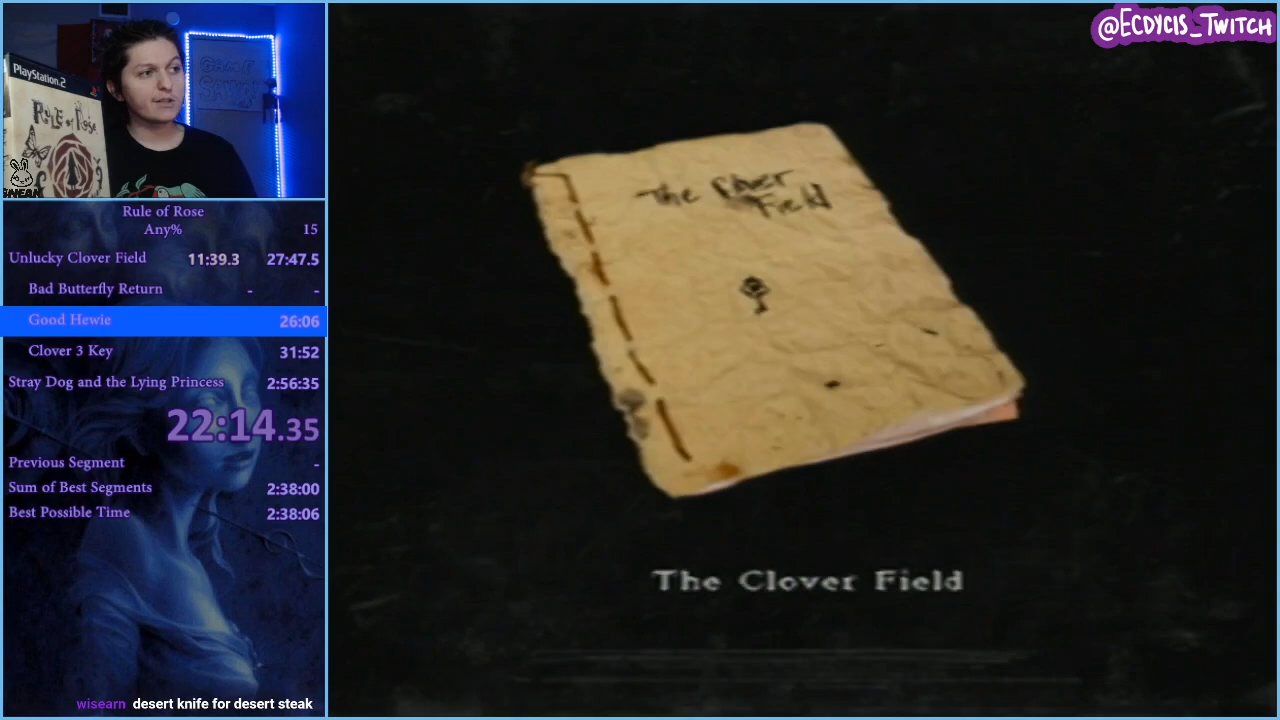 @ECDYCIS_TWITCH
PlayStation.2
RULE of ROSE
Rule of Rose
Any% 15
Unlucky Clover Field 11:39.3 27:47.5
Bad Butterfly Return - -
Good Hewie 26:06
Clover 3 Key 31:52
Stray Dog and the Lying Princess 2:56:35
22:14.35
Previous Segment -
Sum of Best Segments 2:38:00
Best Possible Time 2:38:06
wisearn desert knife for desert steak
The Clover
Field
The Clover Field